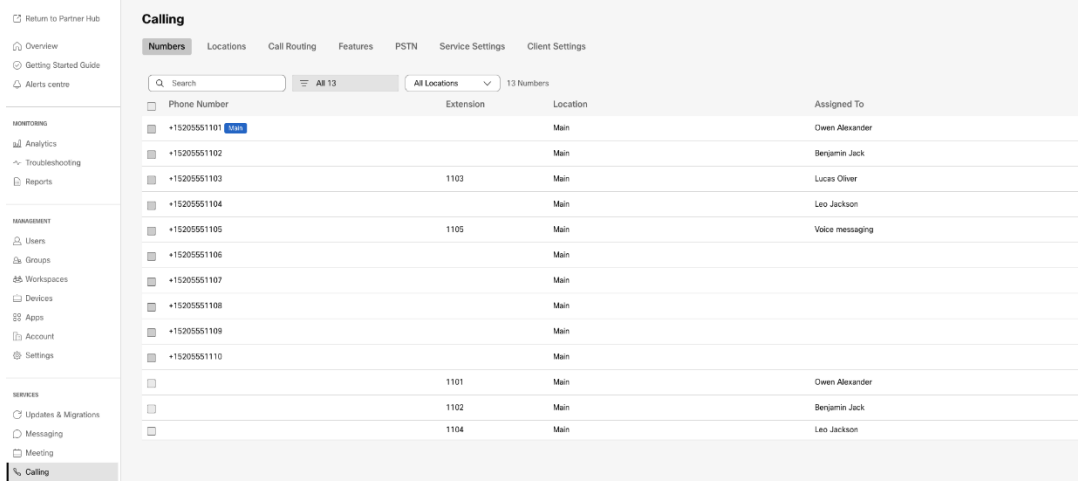 Return to Partner Hub
Overview
Getting Started Guide
Alerts centre
MONITORING
Analytics
Troubleshooting
Reports
MANAGEMENT
Users
Groups
Workspaces
Devices
Apps
Account
Settings
SERVICES
Updates & Migrations
Messaging
Meeting
Calling
Calling
Numbers Locations Call Routing Features PSTN Service Settings Client Settings
Search All 13 All Locations 13 Numbers
Phone Number Extension Location Assigned To
+15205551101 Main Main Owen Alexander
+15205551102 Main Benjamin Jack
+15205551103 1103 Main Lucas Oliver
+15205551104 Main Leo Jackson
+15205551105 1105 Main Voice messaging
+15205551106 Main
+15205551107 Main
+15205551108 Main
+15205551109 Main
+15205551110 Main
1101 Main Owen Alexander
1102 Main Benjamin Jack
1104 Main Leo Jackson